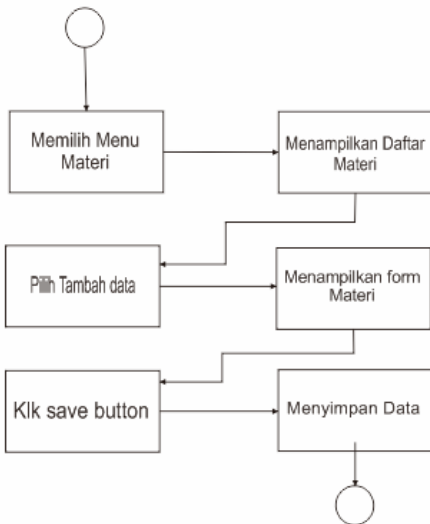 Memilih Menu
Materi
Menampilkan Daftar
Materi
Pilih Tambah data
Menampilkan form
Materi
Klk save button
Menyimpan Data